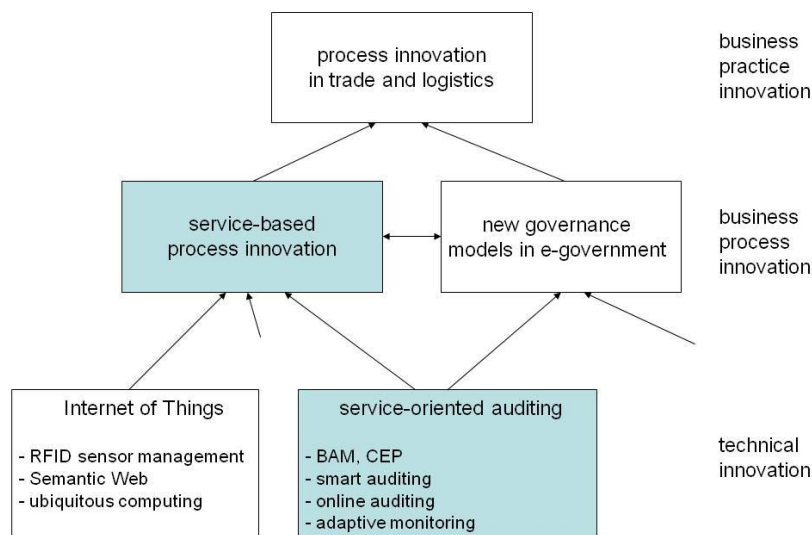 process innovation
in trade and logistics
business
practice
innovation
service-based
process innovation
new governance
models in e-government
business
process
innovation
Internet of Things
- RFID sensor management
- Semantic Web
- ubiquitous computing
service-oriented auditing
- BAM, CEP
- smart auditing
- online auditing
- adaptive monitoring
technical
innovation